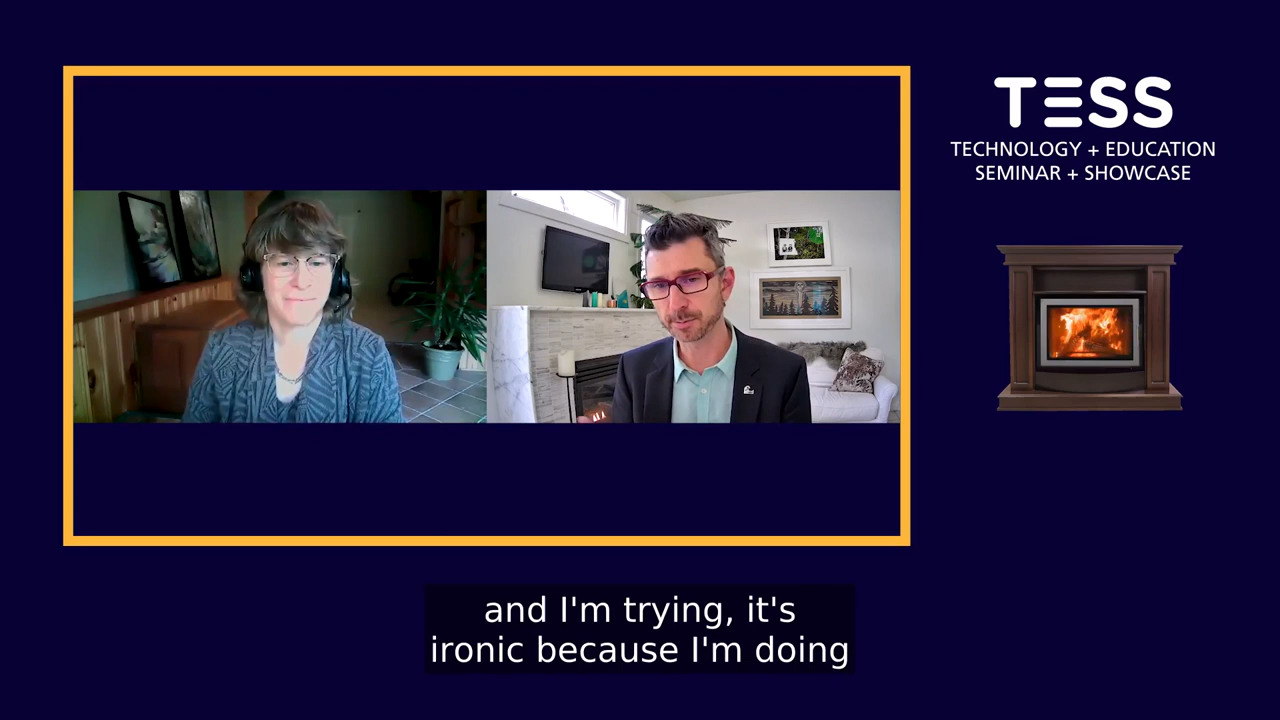 TESS
TECHNOLOGY + EDUCATION
SEMINAR + SHOWCASE
and I'm trying, it's
ironic because I'm doing